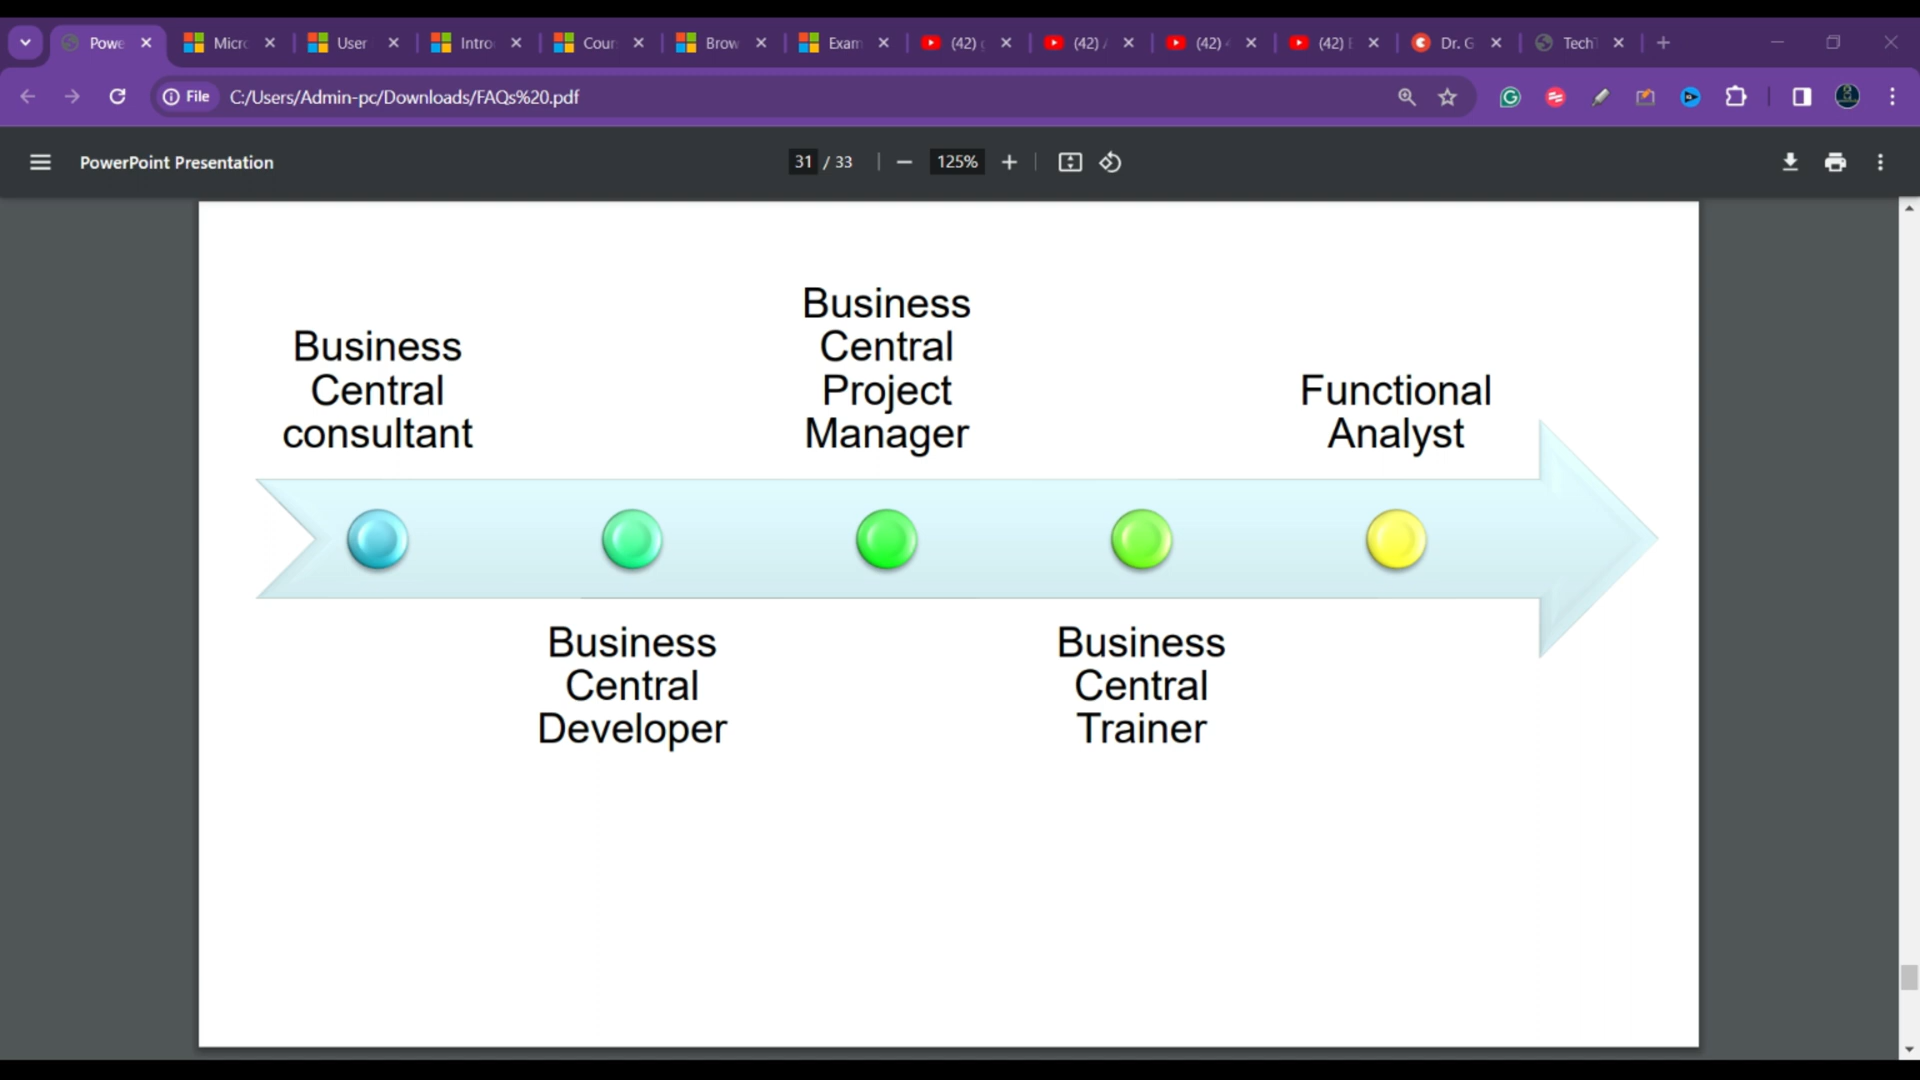 Powe
Micro
User
Intro
Cour
Brow
Exam
(42)
(42)
(42)
(42)
Dr. G
Tech
File
C:/Users/Admin-pc/Downloads/FAQs%20.pdf
PowerPoint Presentation
31 / 33
125%
Business
Central
consultant
Business
Central
Developer
Business
Central
Project
Manager
Business
Central
Trainer
Functional
Analyst